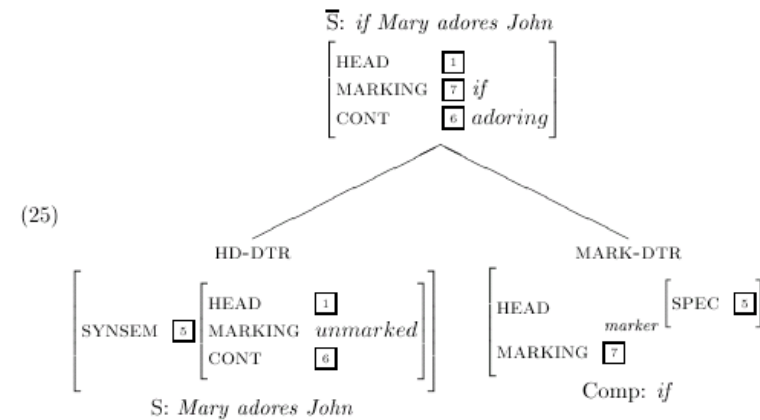 S̅: if Mary adores John
HEAD 1
MARKING 7 if
CONT 6 adoring
(25)
HD-DTR MARK-DTR
SYNSEM 5 HEAD 1
MARKING unmarked
CONT 6
HEAD marker SPEC 5
MARKING 7
S: Mary adores John
Comp: if